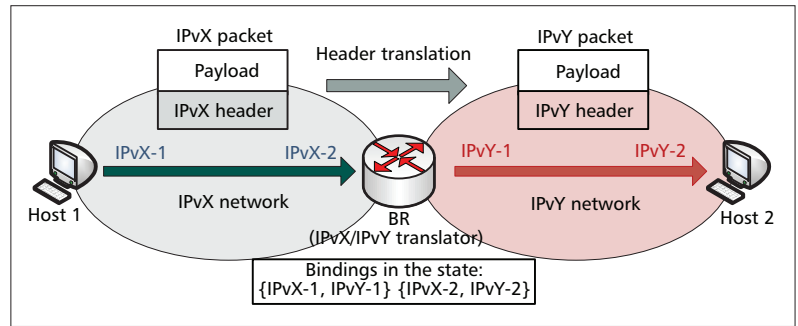 IPvX packet
Payload
IPvX header
Header translation
IPvY packet
Payload
IPvY header
IPvX-1
IPvX-2
IPvY-1
IPvY-2
Host 1
IPvX network
BR
(IPvX/IPvY translator)
IPvY network
Host 2
Bindings in the state:
{IPvX-1, IPvY-1} {IPvX-2, IPvY-2}